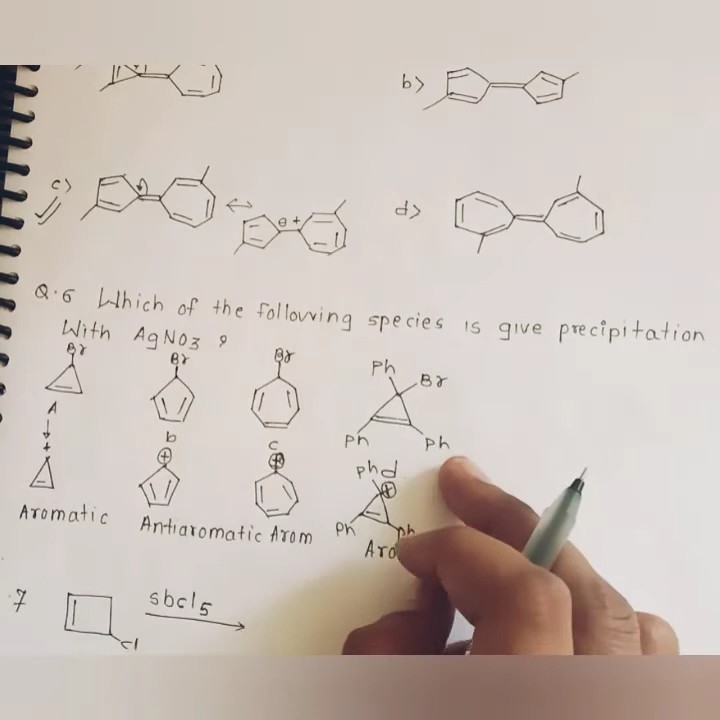 b>
c>
d>
Q.6 Which of the following species is give precipitation
With AgNO3 ?
Br Br Br Ph Br
Ph Ph
A b c d
+ + + Ph +
Ph Ph
Aromatic Antiaromatic Arom Aro
.7 sbcl5
cl